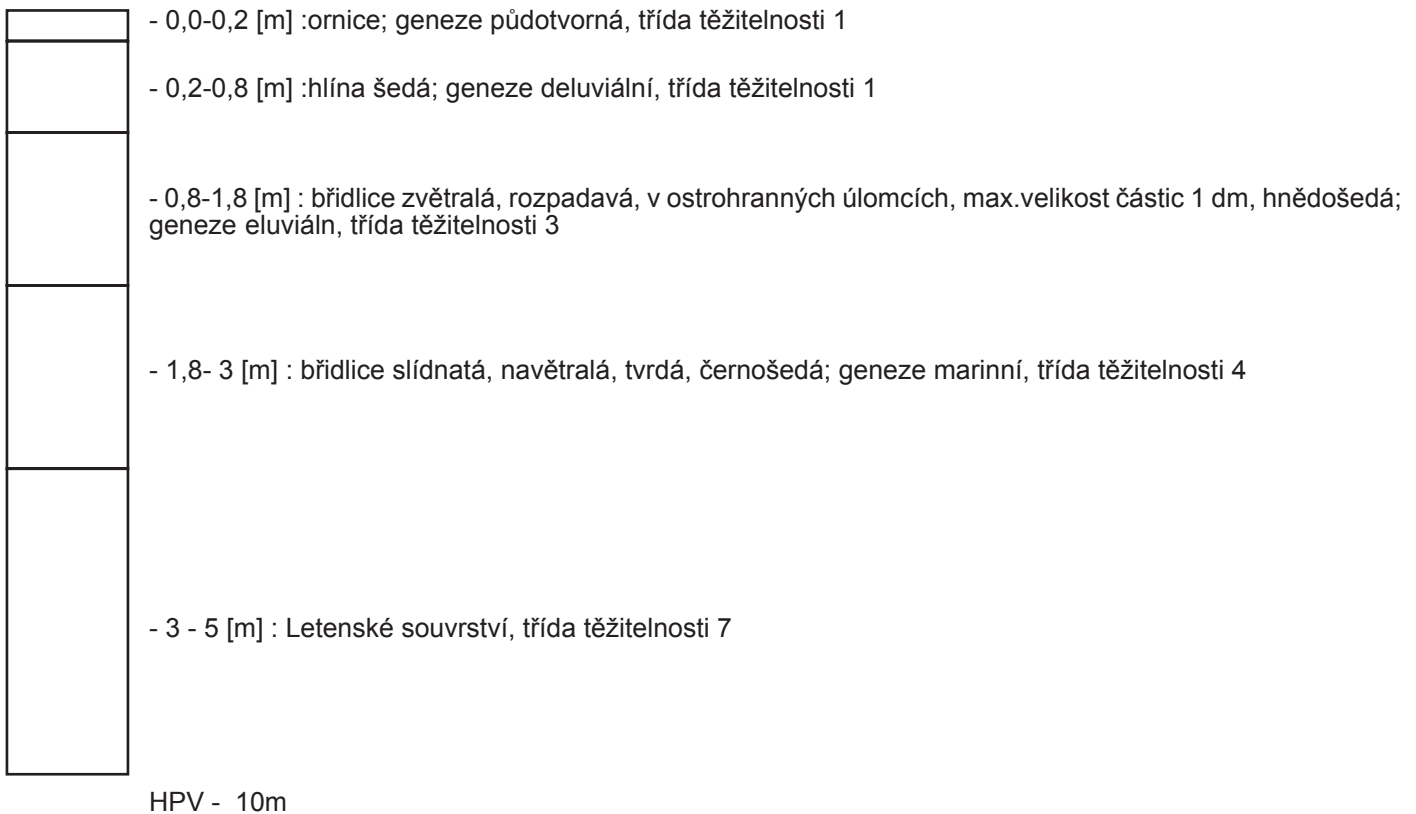 - 0,0-0,2 [m] :ornice; geneze půdotvorná, třída těžitelnosti 1
- 0,2-0,8 [m] :hlína šedá; geneze deluviální, třída těžitelnosti 1
- 0,8-1,8 [m] : břidlice zvětralá, rozpadavá, v ostrohranných úlomcích, max.velikost částic 1 dm, hnědošedá;
geneze eluviáln, třída těžitelnosti 3
- 1,8- 3 [m] : břidlice slídnatá, navětralá, tvrdá, černošedá; geneze marinní, třída těžitelnosti 4
- 3 - 5 [m] : Letenské souvrství, třída těžitelnosti 7
HPV - 10m